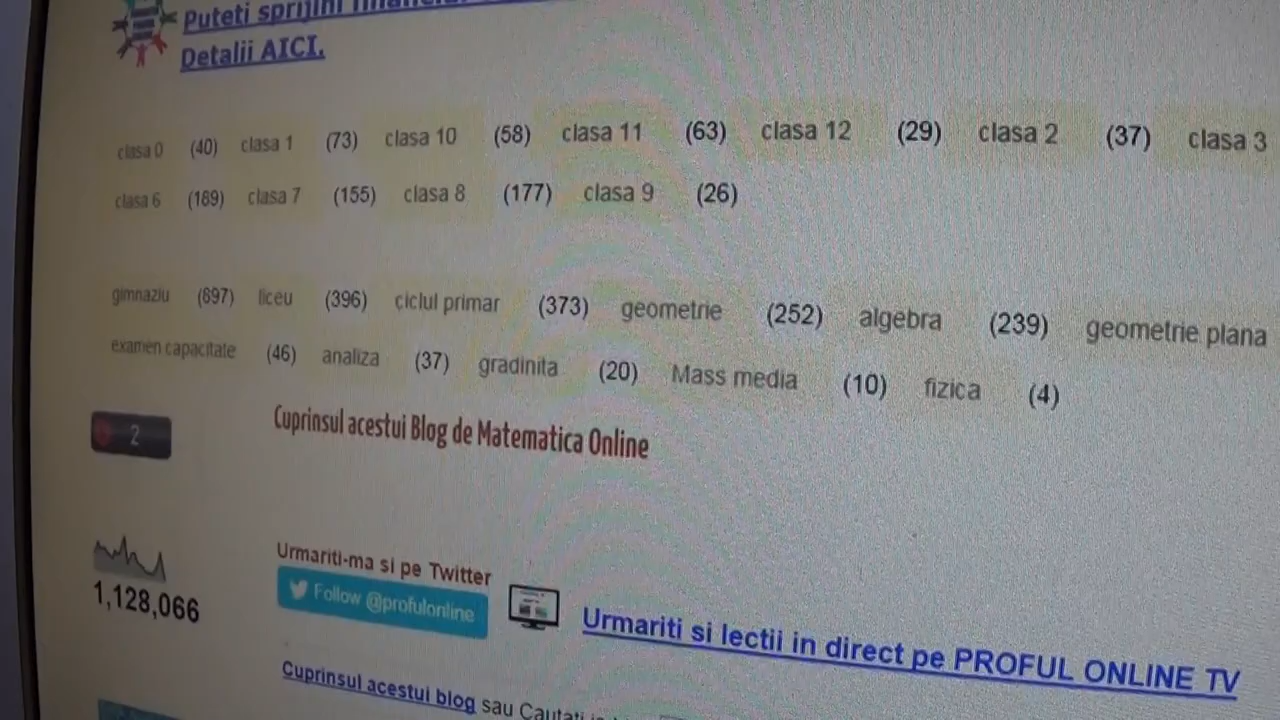 Puteti sprijini
Detalii AICI.
clasa 0 (40) clasa 1 (73) clasa 10 (58) clasa 11 (63) clasa 12 (29) clasa 2 (37) clasa 3
clasa 6 (189) clasa 7 (155) clasa 8 (177) clasa 9 (26)
gimnaziu (697) liceu (396) ciclul primar (373) geometrie (252) algebra (239) geometrie plana
examen capacitate (46) analiza (37) gradinita (20) Mass media (10) fizica (4)
2
Cuprinsul acestui Blog de Matematica Online
Urmariti-ma si pe Twitter
1,128,066
Follow @profulonline
Urmariti si lectii in direct pe PROFUL ONLINE TV
Cuprinsul acestui blog sau Cautati